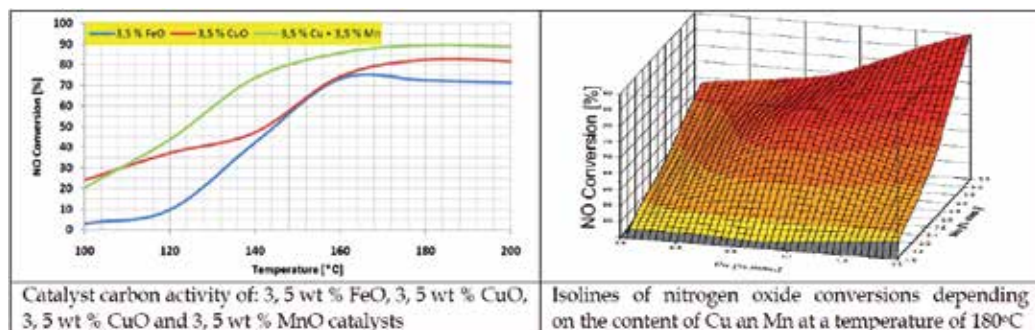 3,5 % FeO
3,5 % CuO
3,5 % Cu + 3,5 % Mn
NO Conversion [%]
100
90
80
70
60
50
40
30
20
10
0
100
120
140
160
180
200
Temperature [°C]
NO Conversion [%]
Catalyst carbon activity of: 3, 5 wt % FeO, 3, 5 wt % CuO,
3, 5 wt % CuO and 3, 5 wt % MnO catalysts
Isolines of nitrogen oxide conversions depending
on the content of Cu an Mn at a temperature of 180ºC